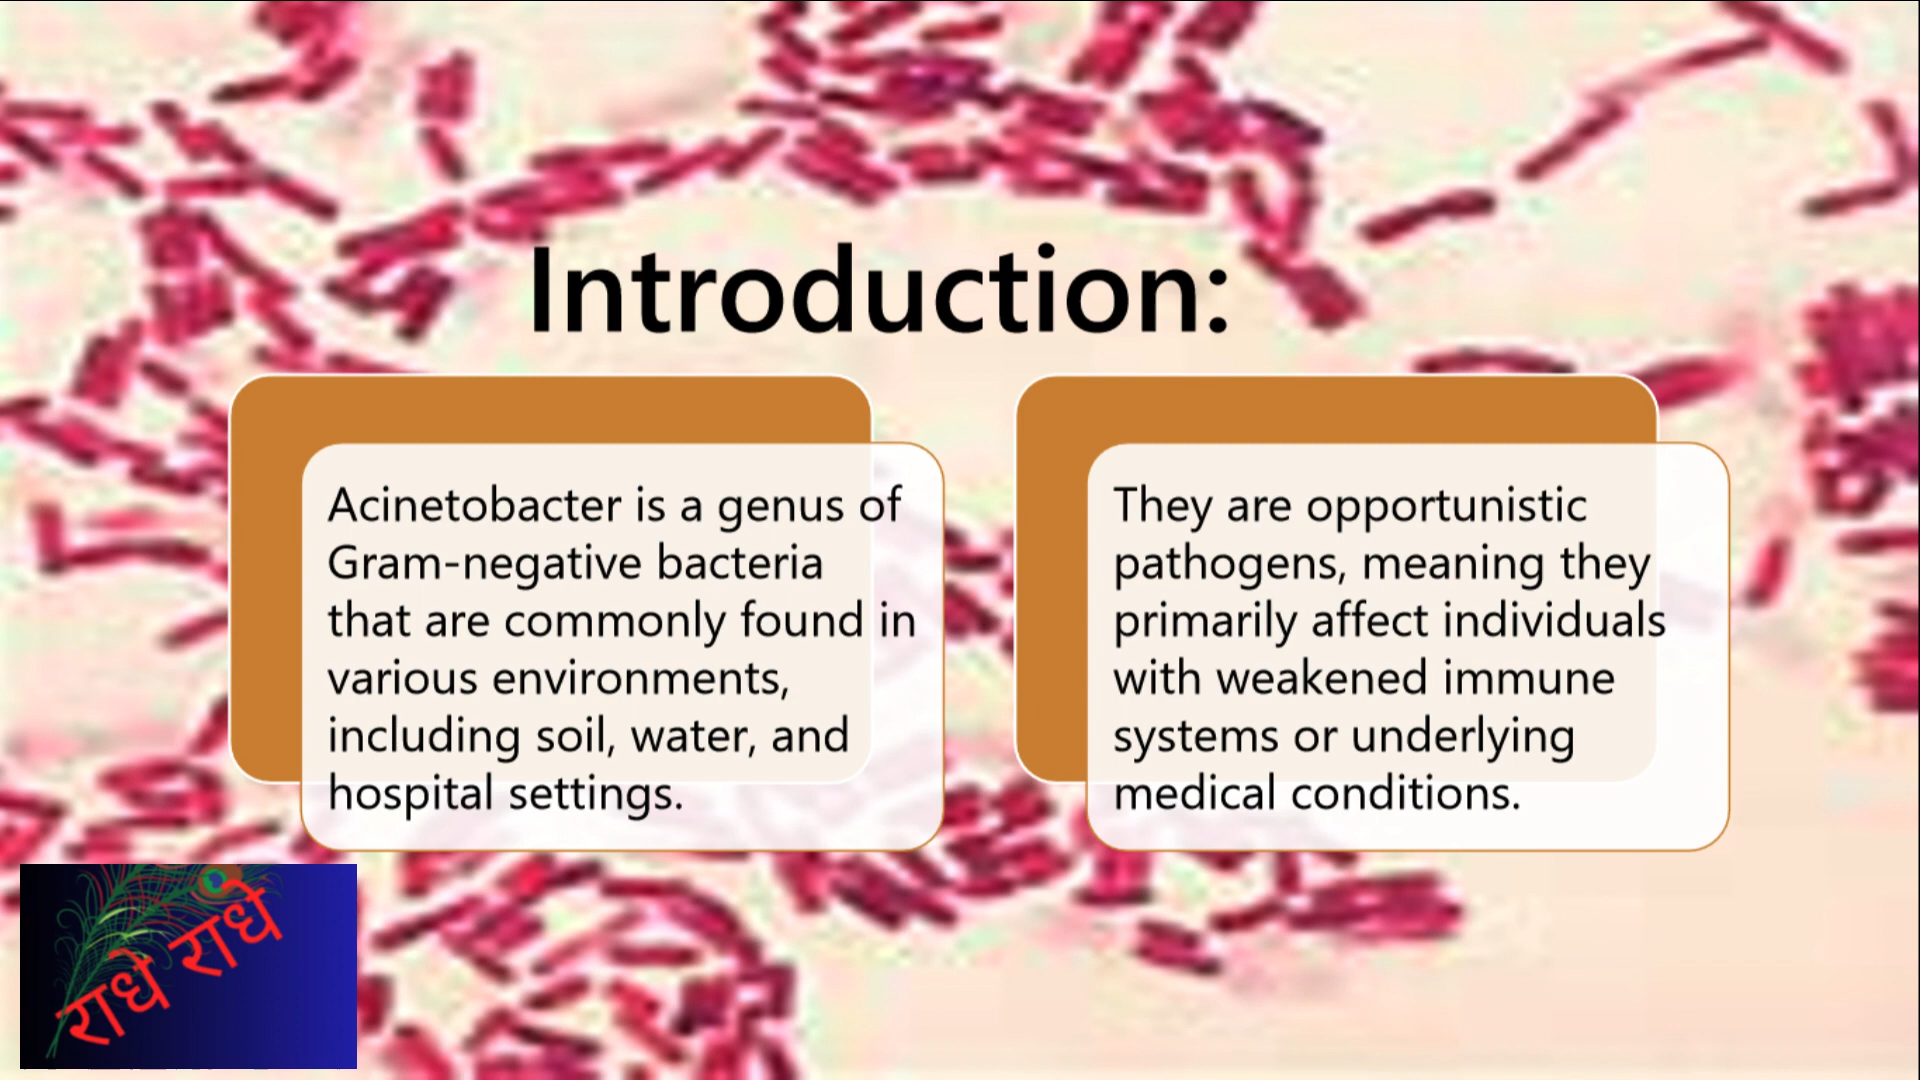 Introduction:
Acinetobacter is a genus of
Gram-negative bacteria
that are commonly found in
various environments,
including soil, water, and
hospital settings.
They are opportunistic
pathogens, meaning they
primarily affect individuals
with weakened immune
systems or underlying
medical conditions.
राधे राधे